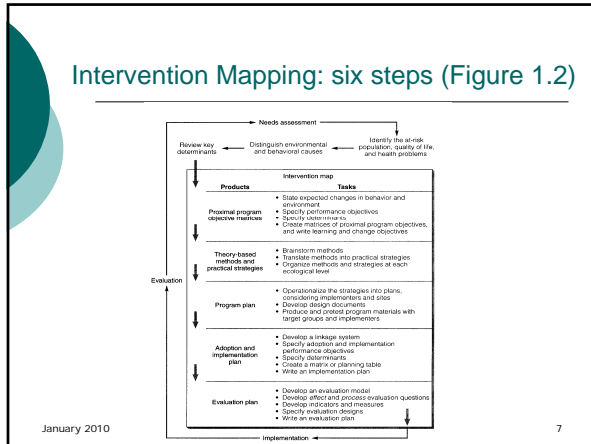 Intervention Mapping: six steps (Figure 1.2)
Needs assessment
Review key
determinants
Distinguish environmental
and behavioral causes
Identify the at-risk
population, quality of life,
and health problems
Intervention map
Products Tasks
Proximal program
objective matrices
• State expected changes in behavior and
environment
• Specify performance objectives
• Specify determinants
• Create matrices of proximal program objectives,
and write learning and change objectives
Theory-based
methods and
practical strategies
• Brainstorm methods
• Translate methods into practical strategies
• Organize methods and strategies at each
ecological level
Evaluation
Program plan
• Operationalize the strategies into plans,
considering implementers and sites
• Develop design documents
• Produce and pretest program materials with
target groups and implementers
Adoption and
implementation
plan
• Develop a linkage system
• Specify adoption and implementation
performance objectives
• Specify determinants
• Create a matrix or planning table
• Write an implementation plan
Evaluation plan
• Develop an evaluation model
• Develop effect and process evaluation questions
• Develop indicators and measures
• Specify evaluation designs
• Write an evaluation plan
Implementation
January 2010
7